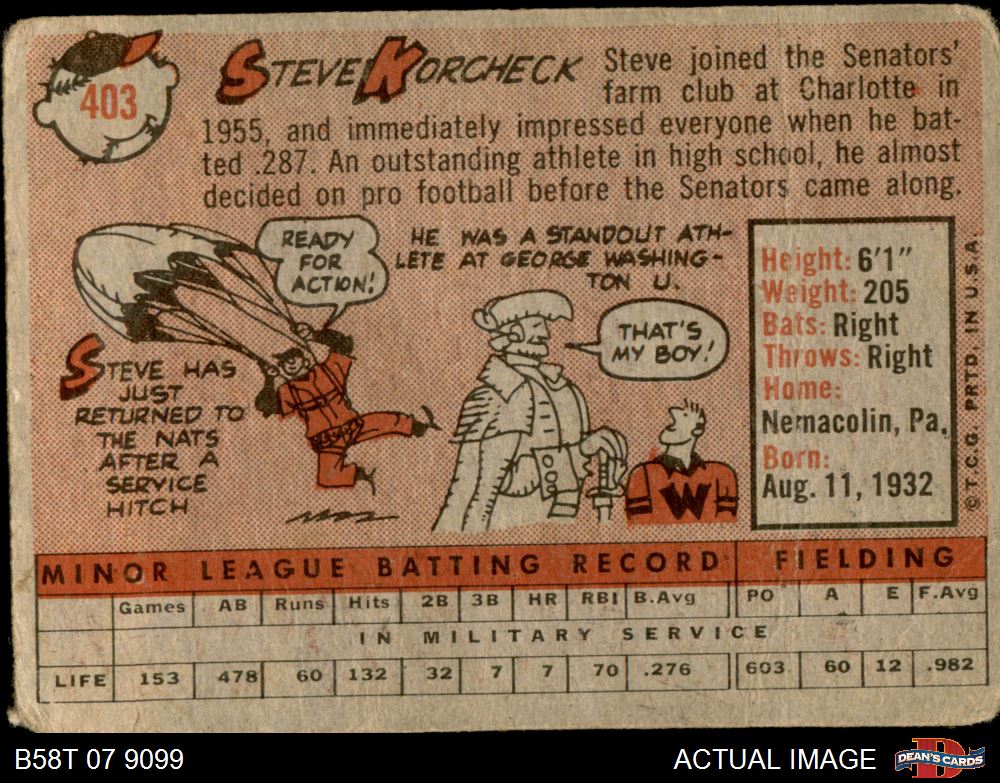 403
STEVE KORCHECK
Steve joined the Senators'
farm club at Charlotte in
1955, and immediately impressed everyone when he bat-
ted .287. An outstanding athlete in high school, he almost
decided on pro football before the Senators came along.
READY
FOR
ACTION!
STEVE HAS
JUST
RETURNED TO
THE NATS
AFTER A
SERVICE
HITCH
HE WAS A STANDOUT ATH-
LETE AT GEORGE WASHING-
TON U.
THAT'S
MY BOY!
W
Height: 6'1"
Weight: 205
Bats: Right
Throws: Right
Home:
Nemacolin, Pa.
Born:
Aug. 11, 1932
© T.C.G. PRTD. IN U.S.A.
MINOR LEAGUE BATTING RECORD FIELDING
Games AB Runs Hits 2B 3B HR RBI B.Avg PO A E F.Avg
IN MILITARY SERVICE
LIFE 153 478 60 132 32 7 7 70 .276 603 60 12 .982
B58T 07 9099 ACTUAL IMAGE DEAN'S CARDS